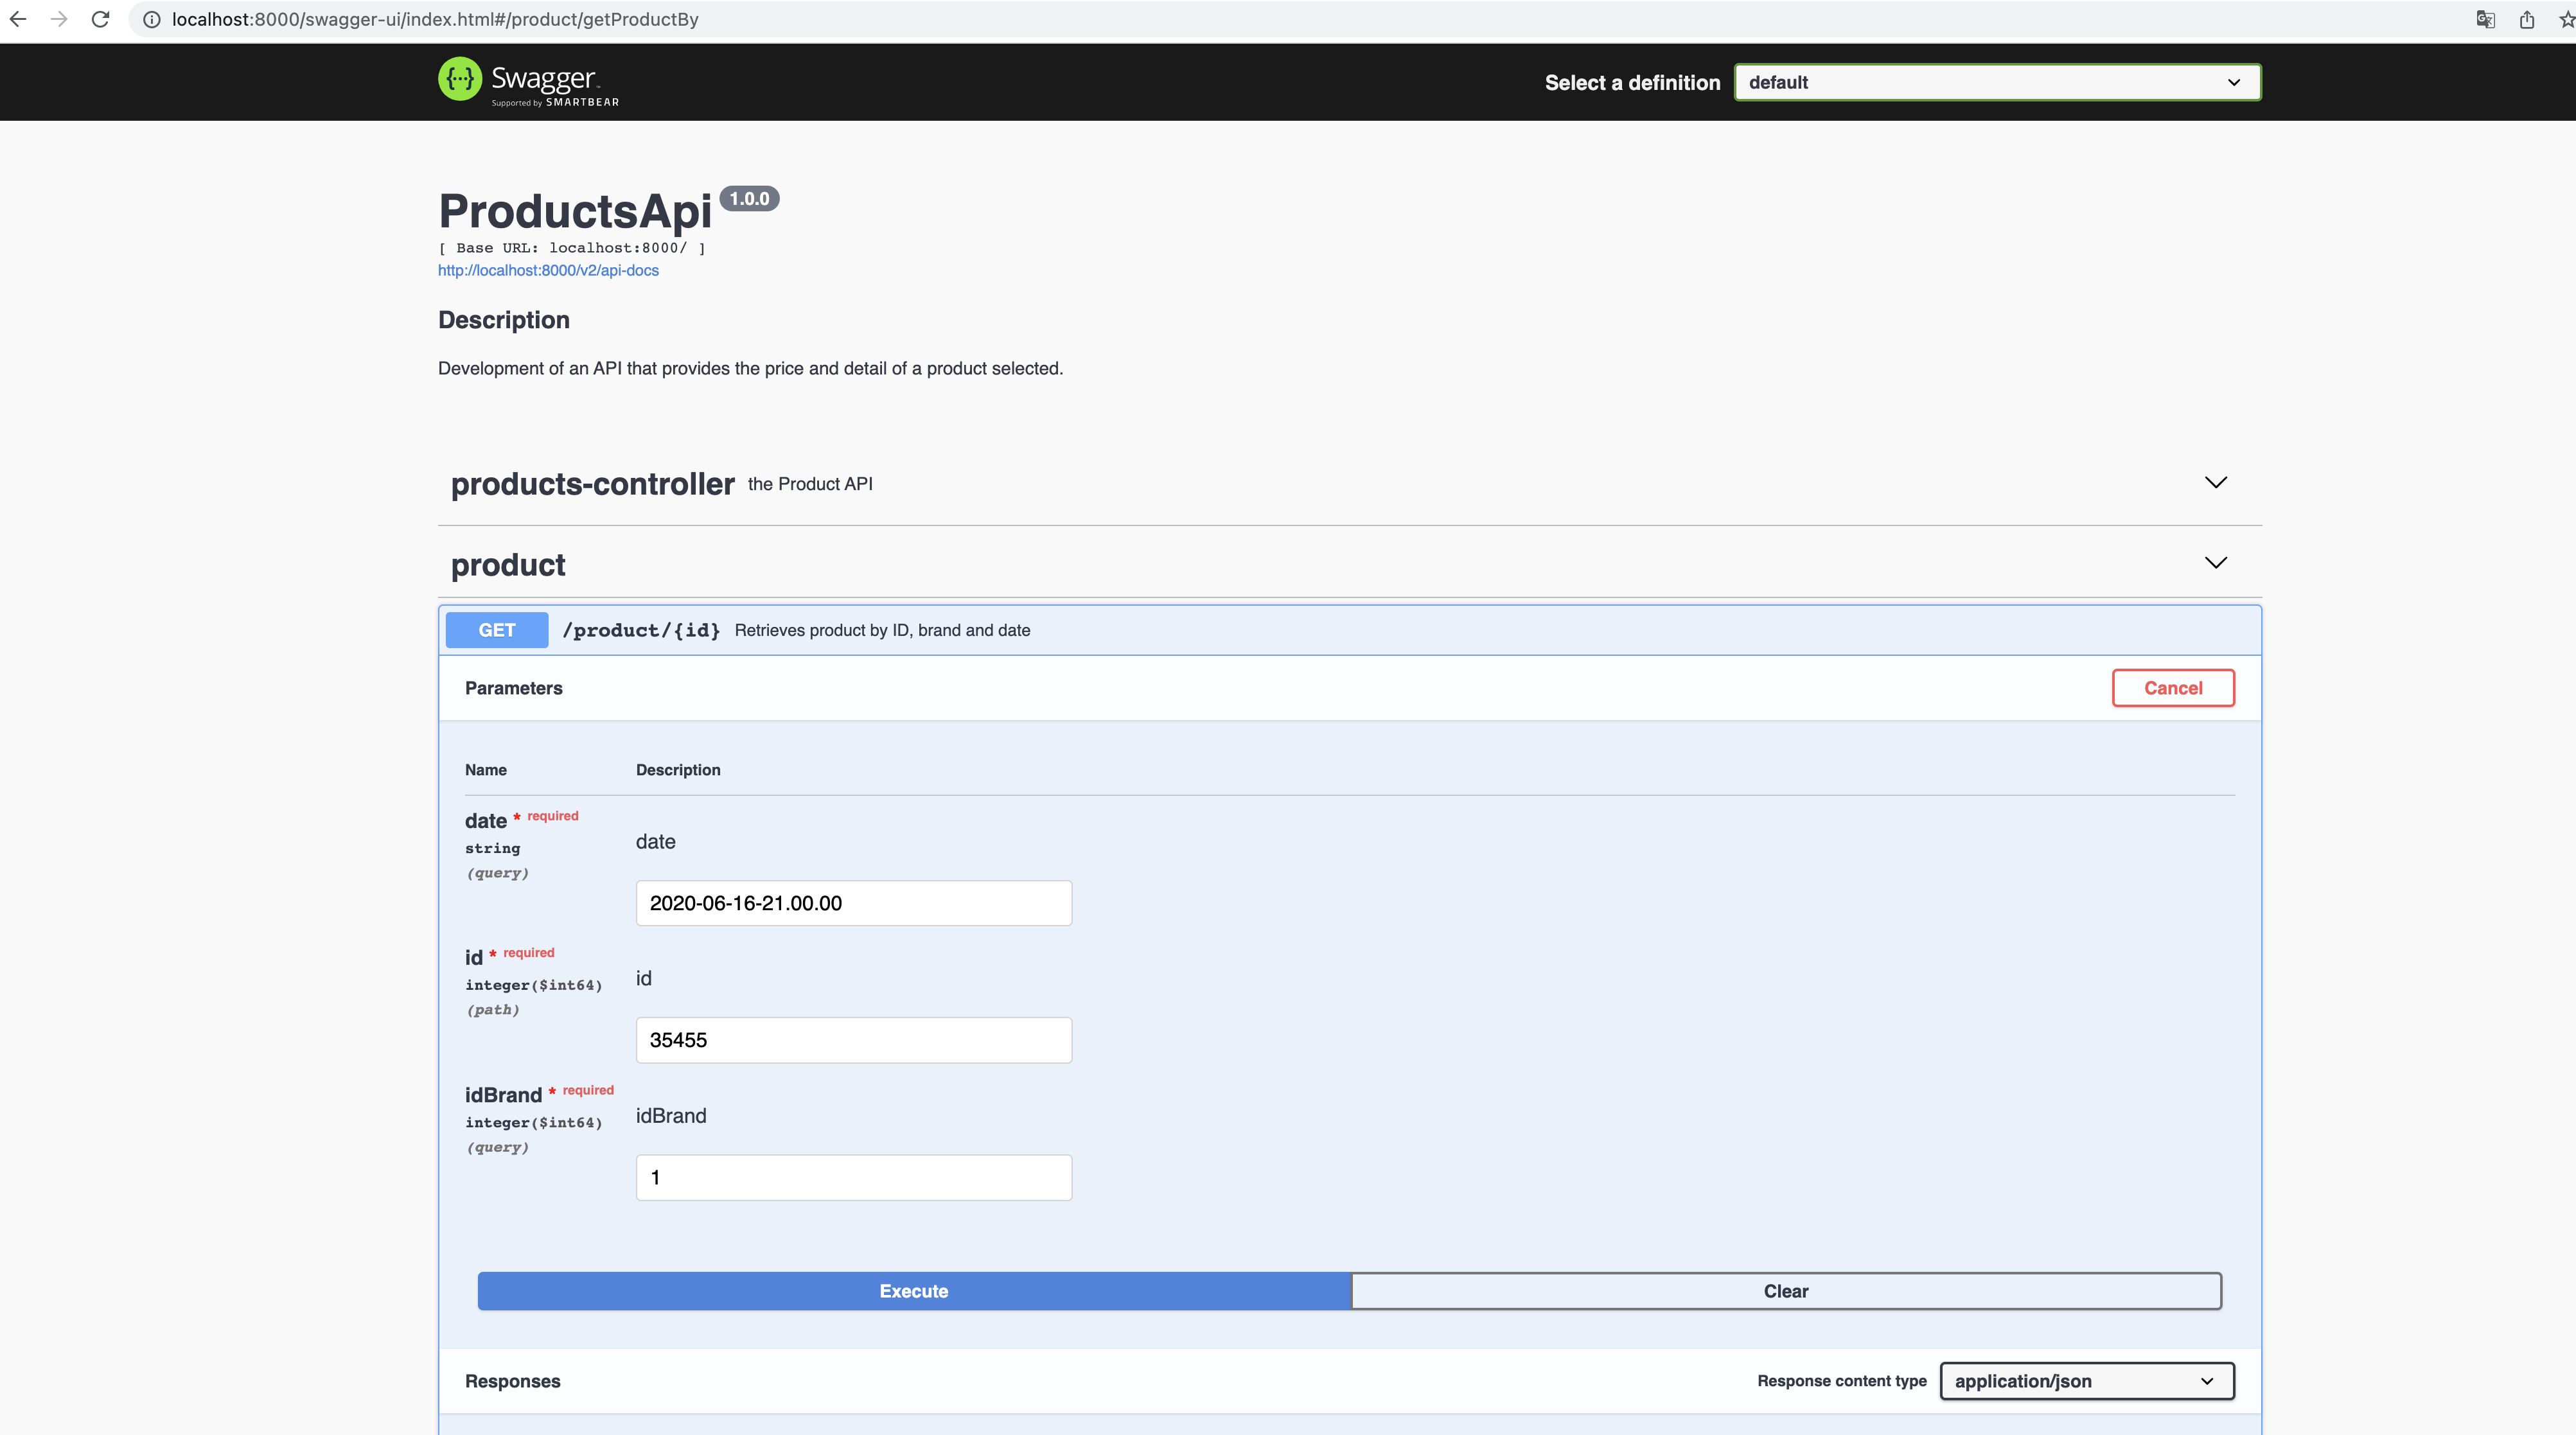 localhost:8000/swagger-ui/index.html#/product/getProductBy
{...} Swagger
Supported by SMARTBEAR
Select a definition
default
ProductsApi 1.0.0
[ Base URL: localhost:8000/ ]
http://localhost:8000/v2/api-docs
Description
Development of an API that provides the price and detail of a product selected.
products-controller the Product API
product
GET /product/{id} Retrieves product by ID, brand and date
Parameters
Cancel
Name Description
date * required
string
(query)
date
2020-06-16-21.00.00
id * required
integer($int64)
(path)
id
35455
idBrand * required
integer($int64)
(query)
idBrand
1
Execute
Clear
Responses
Response content type
application/json